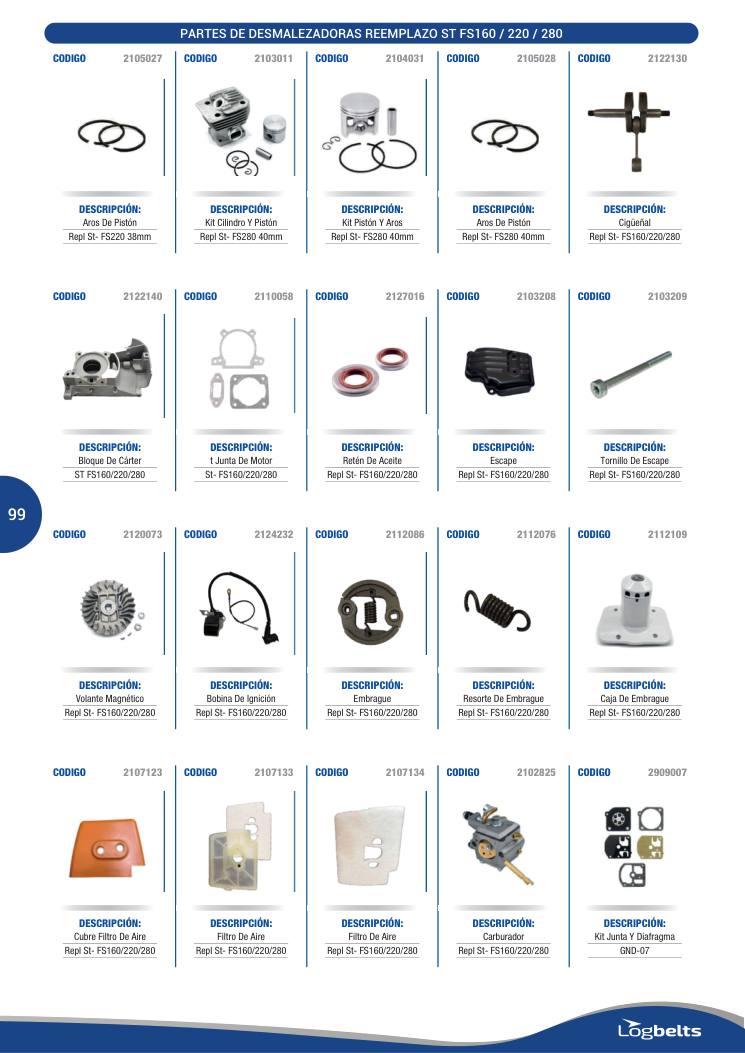 PARTES DE DESMALEZADORAS REEMPLAZO ST FS160 / 220 / 280
CODIGO 2105027
DESCRIPCIÓN:
Aros De Pistón
Repl St- FS220 38mm
CODIGO 2103011
DESCRIPCIÓN:
Kit Cilindro Y Pistón
Repl St- FS280 40mm
CODIGO 2104031
DESCRIPCIÓN:
Kit Pistón Y Aros
Repl St- FS280 40mm
CODIGO 2105028
DESCRIPCIÓN:
Aros De Pistón
Repl St- FS280 40mm
CODIGO 2122130
DESCRIPCIÓN:
Cigüeñal
Repl St- FS160/220/280
CODIGO 2122140
DESCRIPCIÓN:
Bloque De Cárter
ST FS160/220/280
CODIGO 2110058
DESCRIPCIÓN:
t Junta De Motor
St- FS160/220/280
CODIGO 2127016
DESCRIPCIÓN:
Retén De Aceite
Repl St- FS160/220/280
CODIGO 2103208
DESCRIPCIÓN:
Escape
Repl St- FS160/220/280
CODIGO 2103209
DESCRIPCIÓN:
Tornillo De Escape
Repl St- FS160/220/280
99
CODIGO 2120073
DESCRIPCIÓN:
Volante Magnético
Repl St- FS160/220/280
CODIGO 2124232
DESCRIPCIÓN:
Bobina De Ignición
Repl St- FS160/220/280
CODIGO 2112086
DESCRIPCIÓN:
Embrague
Repl St- FS160/220/280
CODIGO 2112076
DESCRIPCIÓN:
Resorte De Embrague
Repl St- FS160/220/280
CODIGO 2112109
DESCRIPCIÓN:
Caja De Embrague
Repl St- FS160/220/280
CODIGO 2107123
DESCRIPCIÓN:
Cubre Filtro De Aire
Repl St- FS160/220/280
CODIGO 2107133
DESCRIPCIÓN:
Filtro De Aire
Repl St- FS160/220/280
CODIGO 2107134
DESCRIPCIÓN:
Filtro De Aire
Repl St- FS160/220/280
CODIGO 2102825
DESCRIPCIÓN:
Carburador
Repl St- FS160/220/280
CODIGO 2909007
DESCRIPCIÓN:
Kit Junta Y Diafragma
GND-07
Logbelts